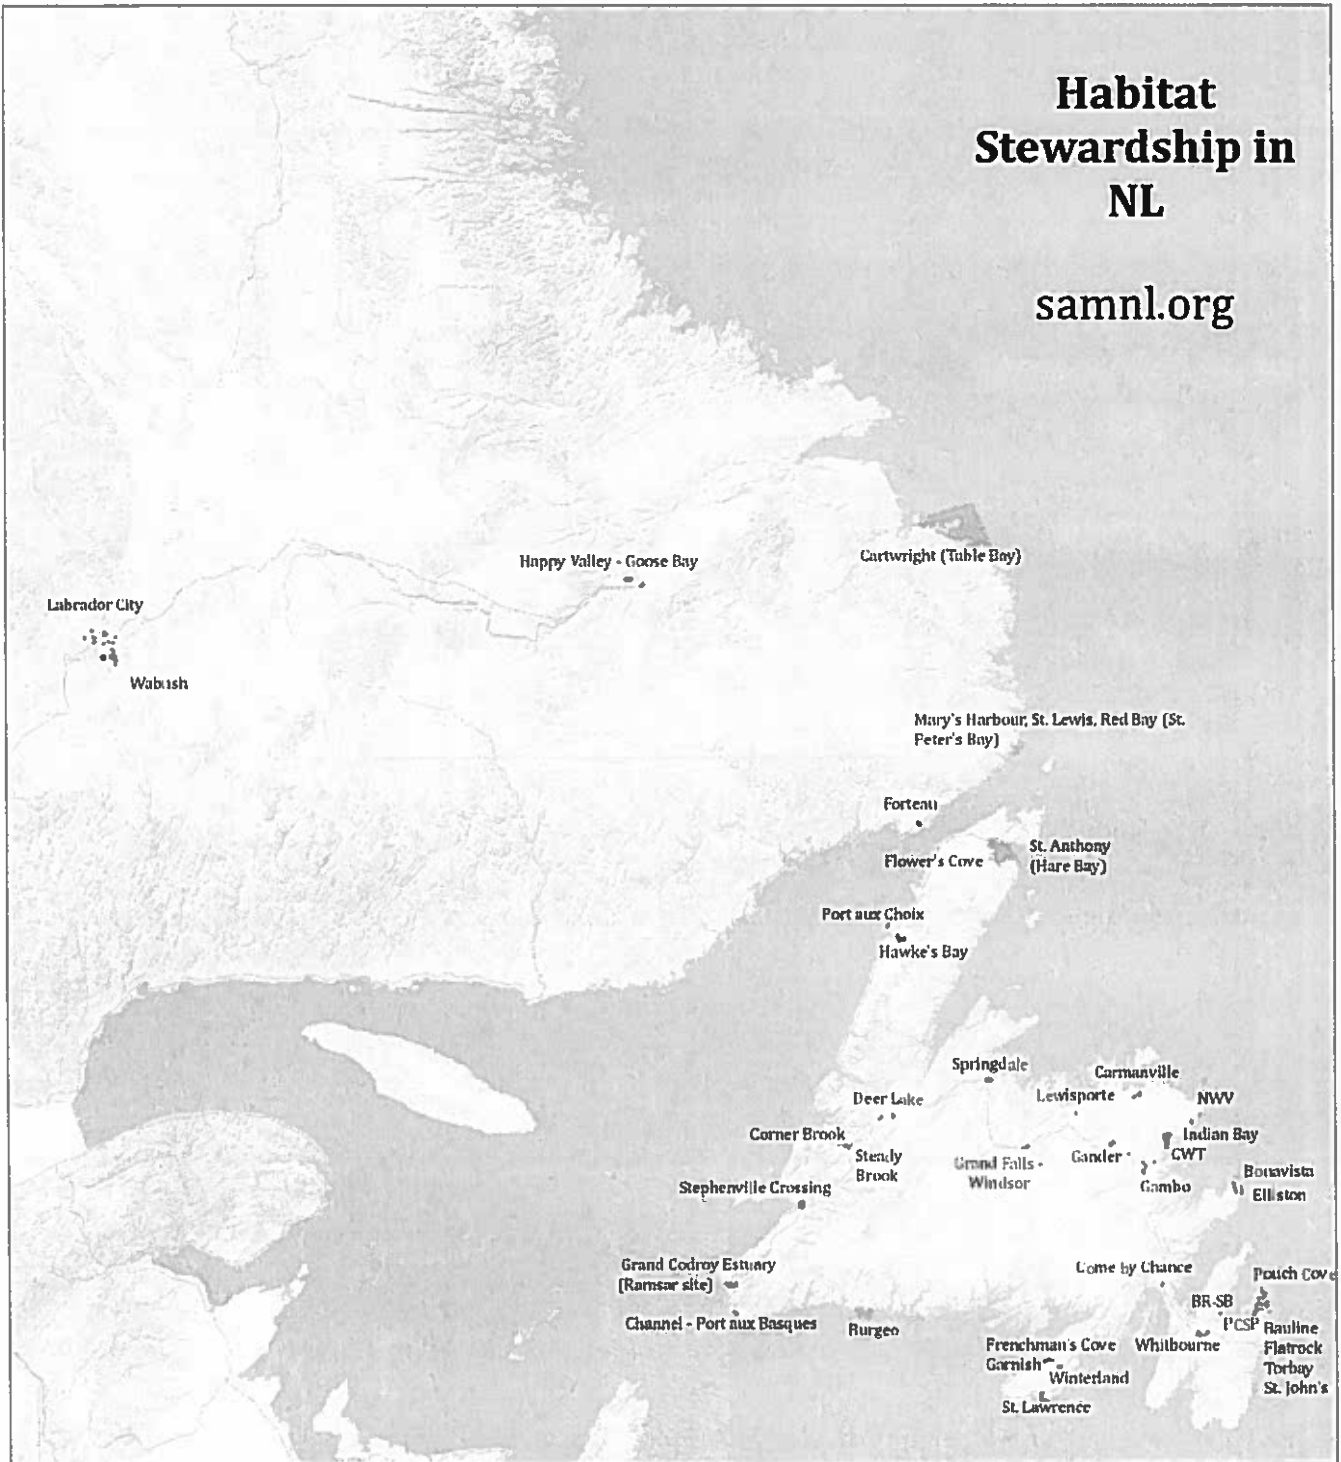 Habitat
Stewardship in
NL
samnl.org
Cartwright (Table Bay)
Happy Valley - Goose Bay
Labrador City
Wabush
Mary's Harbour, St. Lewis, Red Bay (St.
Peter's Bay)
Forteau
St. Anthony
(Hare Bay)
Flower's Cove
Port aux Choix
Hawke's Bay
Springdale
Carmanville
Deer Lake
Lewisporte
NWV
Corner Brook
Indian Bay
Steady
Brook
Grand Falls -
Windsor
Gander
CWT
Gambo
Bonavista
Elliston
Stephenville Crossing
Grand Codroy Estuary
(Ramsar site)
Come by Chance
Pouch Cove
BR-SB
Channel - Port aux Basques
Burgeo
PCSP
Bauline
Flatrock
Torbay
St. John's
Whitbourne
Frenchman's Cove
Garnish
Winterland
St. Lawrence